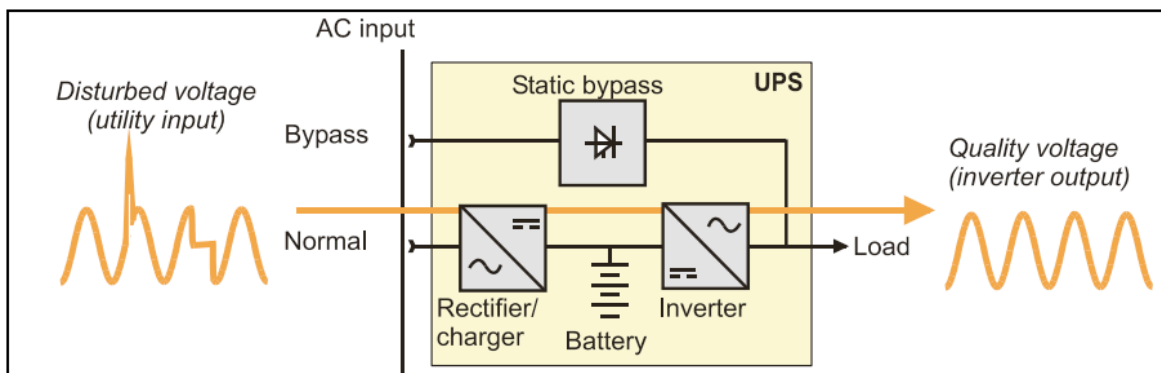 AC input
Disturbed voltage
(utility input)
UPS
Static bypass
Bypass
Quality voltage
(inverter output)
Normal
Load
Rectifier/
charger
Inverter
Battery